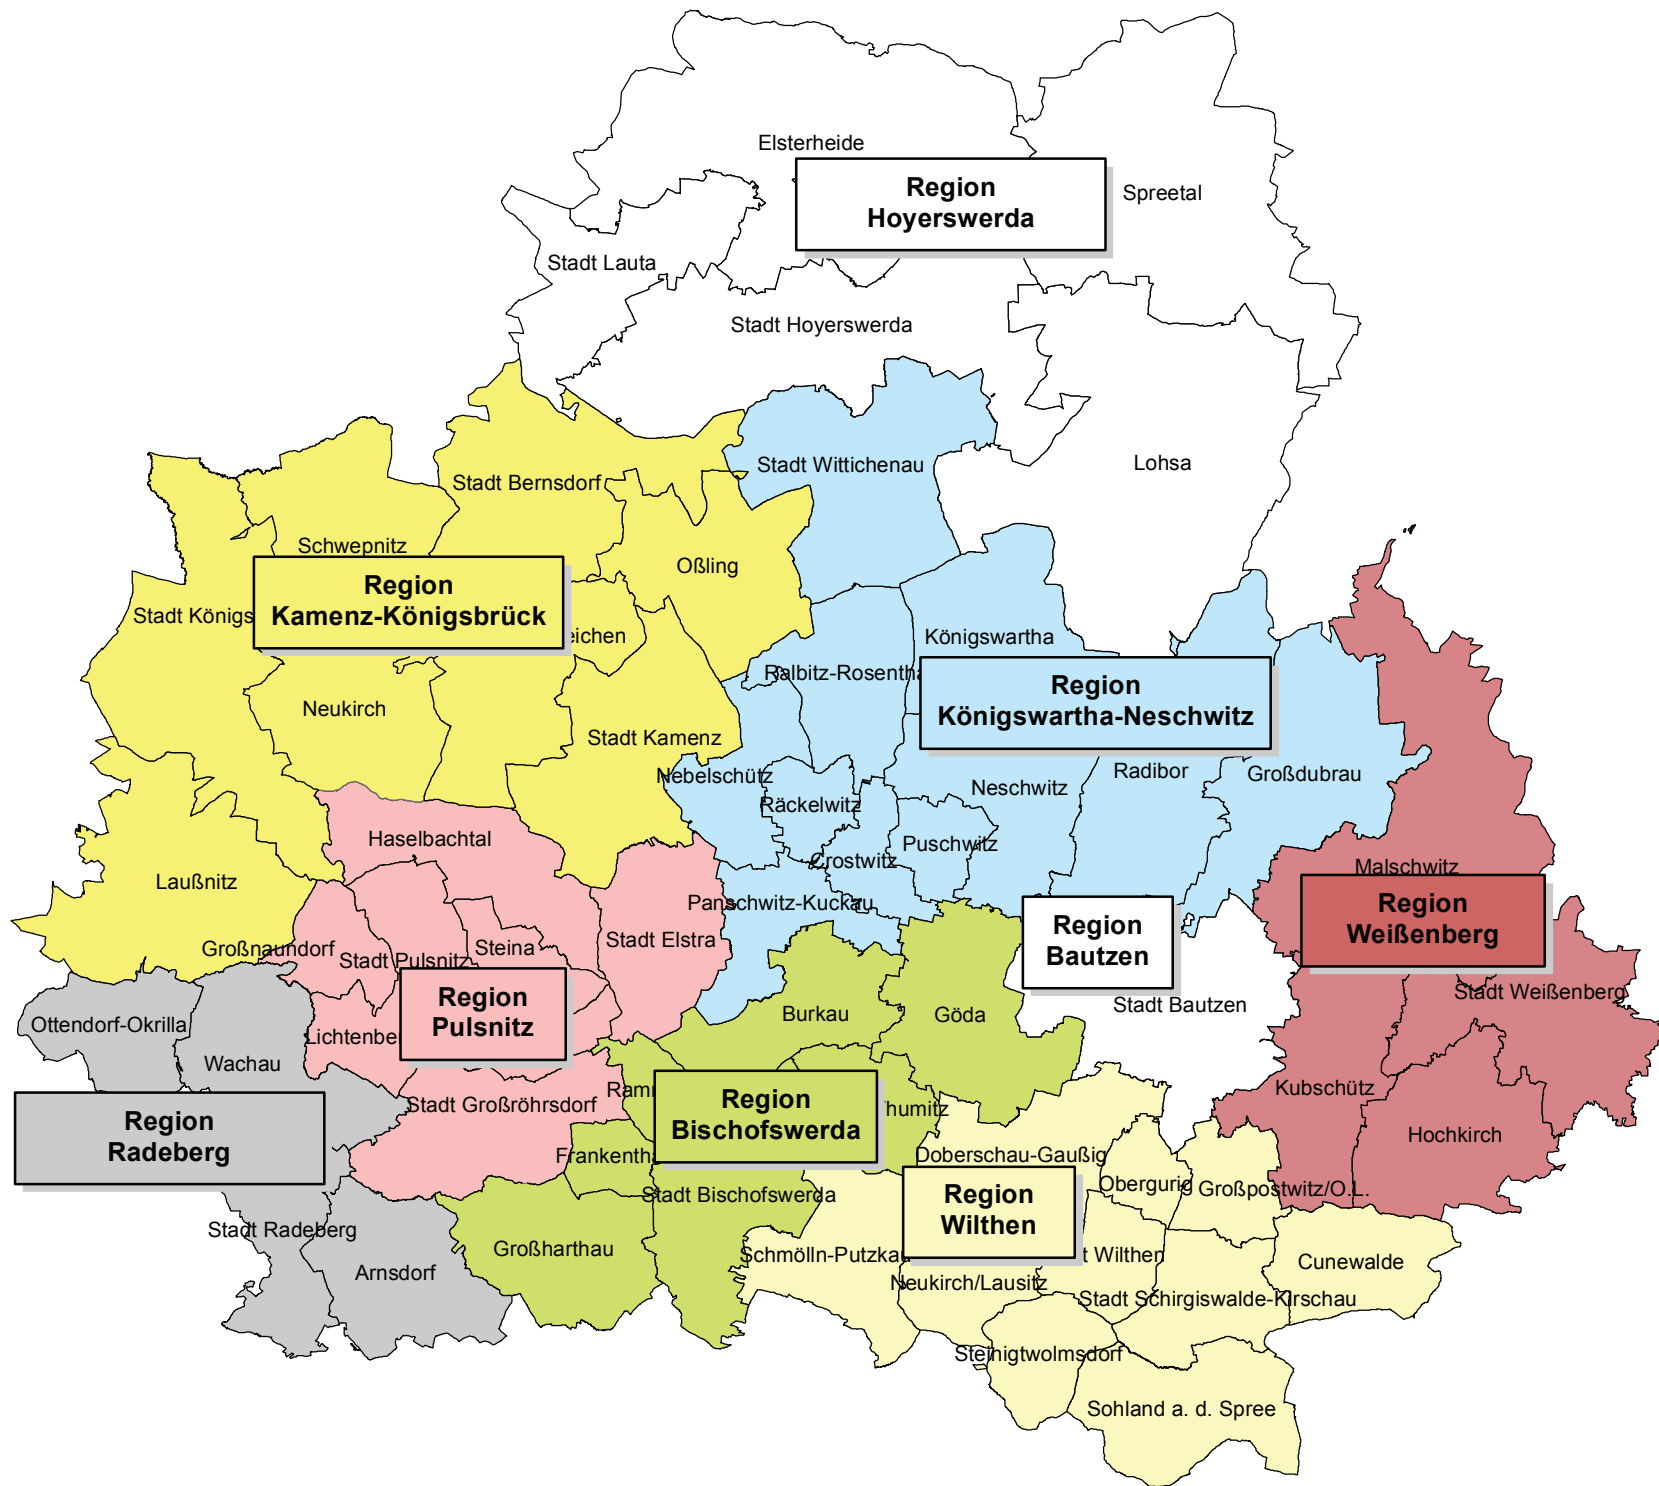 Elsterheide
Region
Hoyerswerda
Spreetal
Stadt Lauta
Stadt Hoyerswerda
Stadt Wittichenau
Lohsa
Stadt Bernsdorf
Schwepnitz
Oßling
Region
Kamenz-Königsbrück
Stadt Königs
eichen
Königswartha
Ralbitz-Rosentha
Region
Königswartha-Neschwitz
Neukirch
Stadt Kamenz
Nebelschütz
Radibor
Großdubrau
Neschwitz
Räckelwitz
Haselbachtal
Puschwitz
Crostwitz
Malschwitz
Laußnitz
Panschwitz-Kuckau
Region
Weißenberg
Region
Bautzen
Großnaundorf
Stadt Pulsnitz
Steina
Stadt Elstra
Stadt Weißenberg
Region
Pulsnitz
Stadt Bautzen
Burkau
Göda
Ottendorf-Okrilla
Lichtenbe
Wachau
Kubschütz
Ram
Stadt Großröhrsdorf
Region
Bischofswerda
humitz
Region
Radeberg
Hochkirch
Frankentha
Doberschau-Gaußig
Obergurig
Großpostwitz/O.L.
Stadt Bischofswerda
Region
Wilthen
Stadt Radeberg
Großharthau
Schmölln-Putzkau
t Wilthen
Cunewalde
Arnsdorf
Neukirch/Lausitz
Stadt Schirgiswalde-Kirschau
Steinigtwolmsdorf
Sohland a. d. Spree